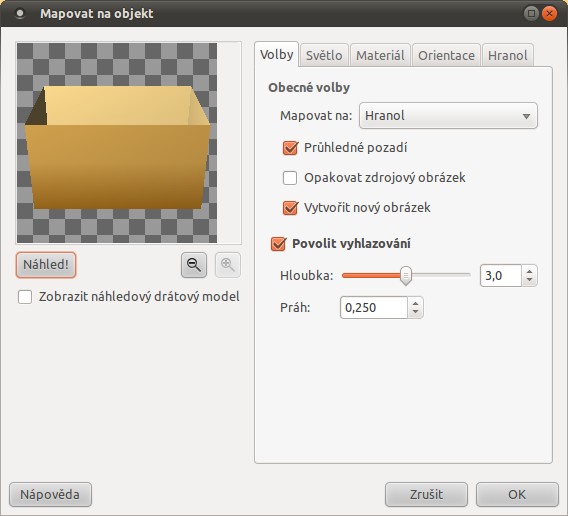 Mapovat na objekt
Volby Světlo Materiál Orientace Hranol
Obecné volby
Mapovat na: Hranol
Průhledné pozadí
Opakovat zdrojový obrázek
Vytvořit nový obrázek
Povolit vyhlazování
Hloubka: 3,0
Práh: 0,250
Náhled!
Zobrazit náhledový drátový model
Nápověda Zrušit OK